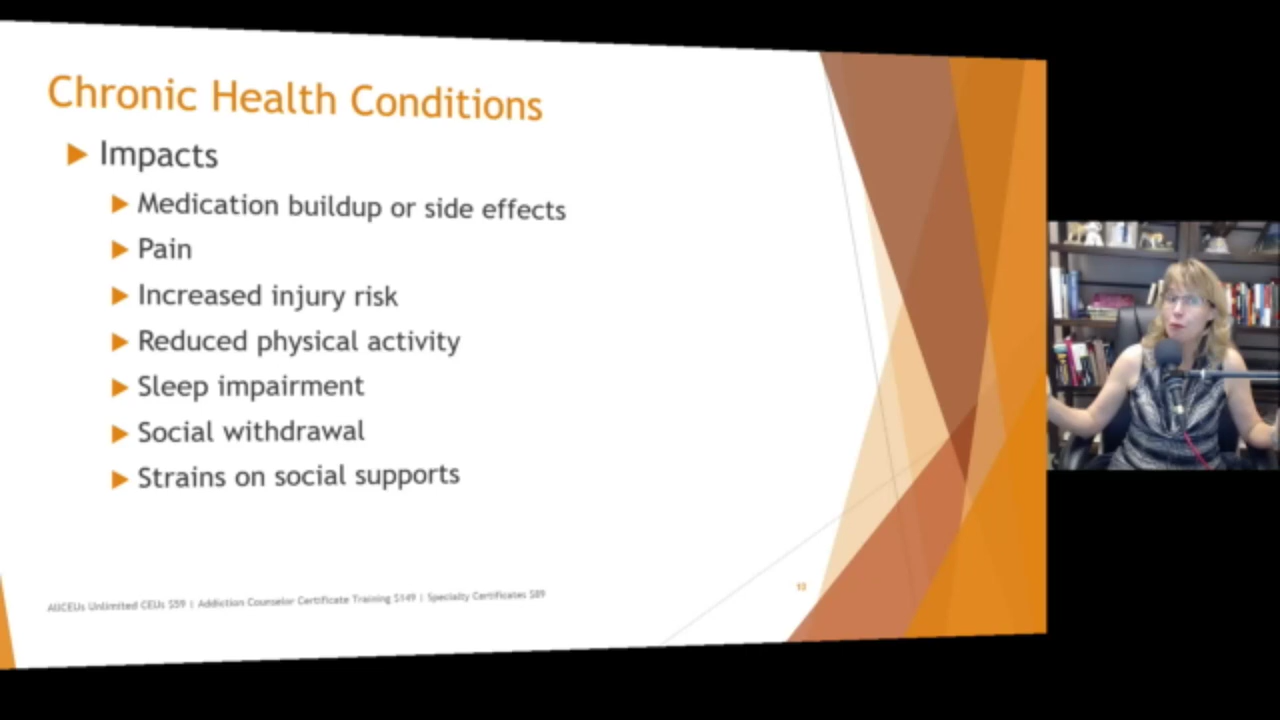 Chronic Health Conditions
Impacts
Medication buildup or side effects
Pain
Increased injury risk
Reduced physical activity
Sleep impairment
Social withdrawal
Strains on social supports
AllCEUs Unlimited CEUs $59 | Addiction Counselor Certificate Training $149 | Specialty Certificates $89
13